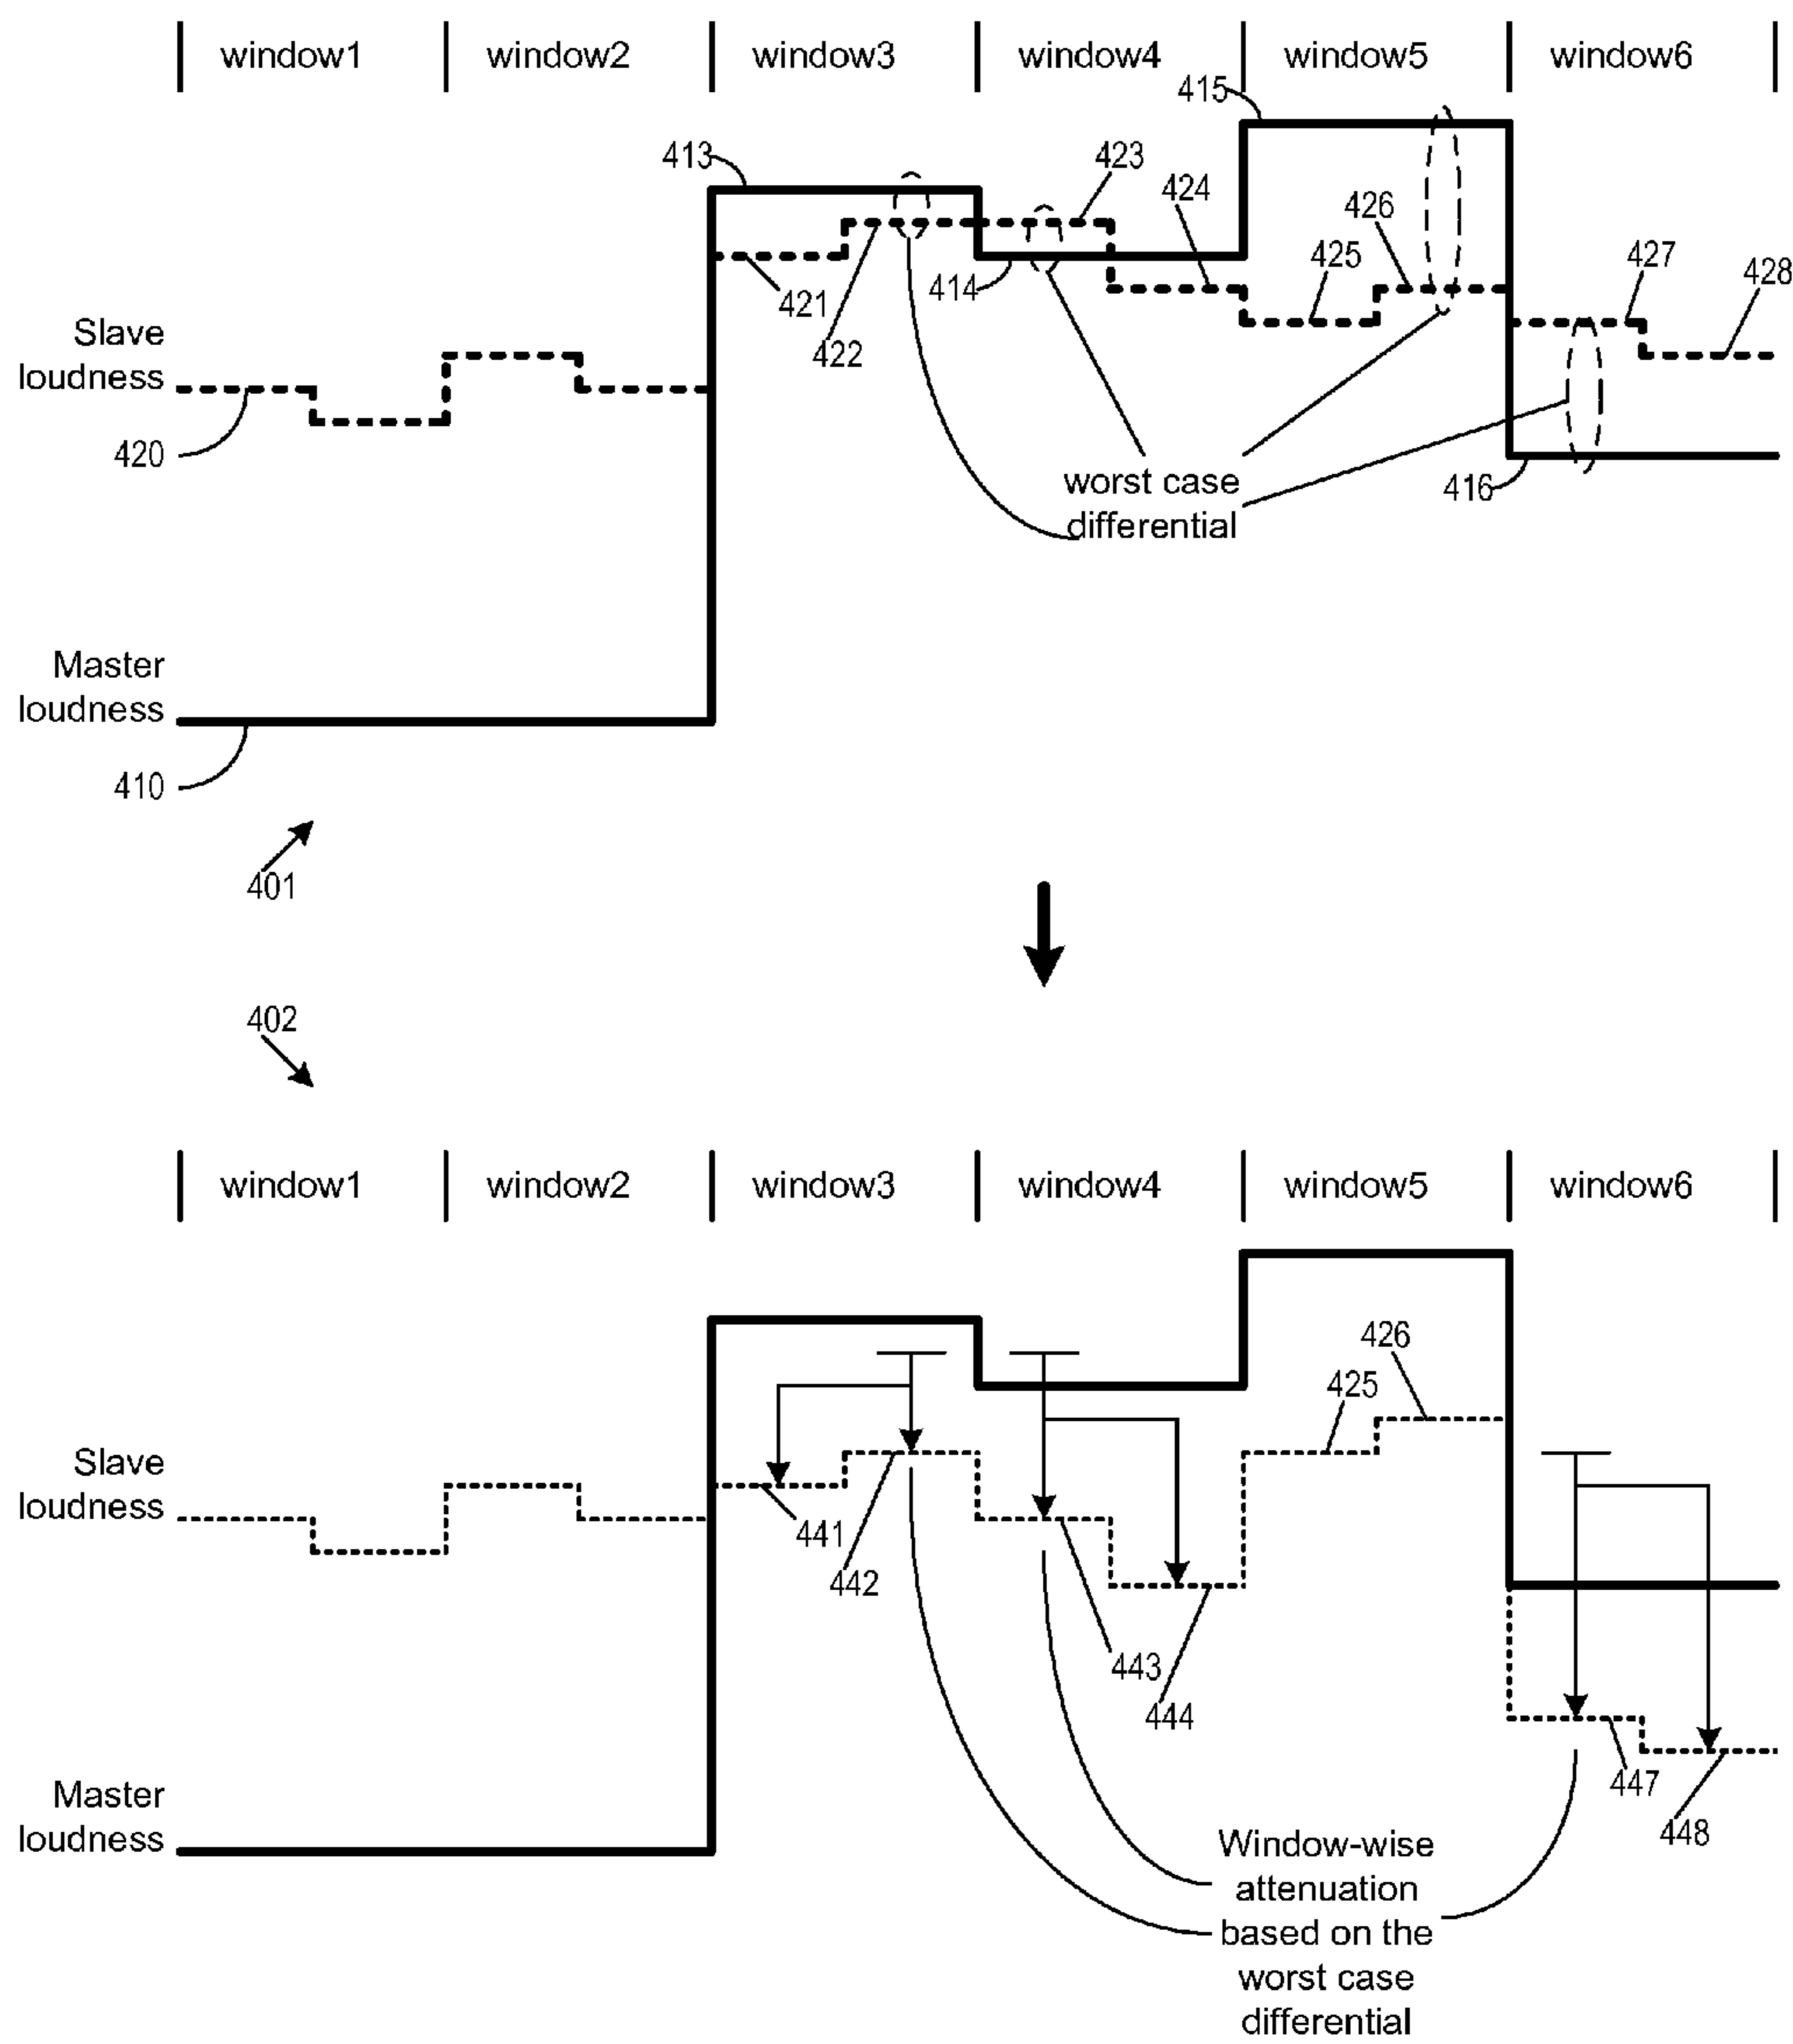 window1 window2 window3 window4 window5 window6
415
413
423
424
426
425
427
428
421
414
422
Slave
loudness
420
416
worst case
differential
Master
loudness
410
401
402
window1 window2 window3 window4 window5 window6
426
425
Slave
loudness
441
442
443
444
447
448
Master
loudness
Window-wise
attenuation
based on the
worst case
differential